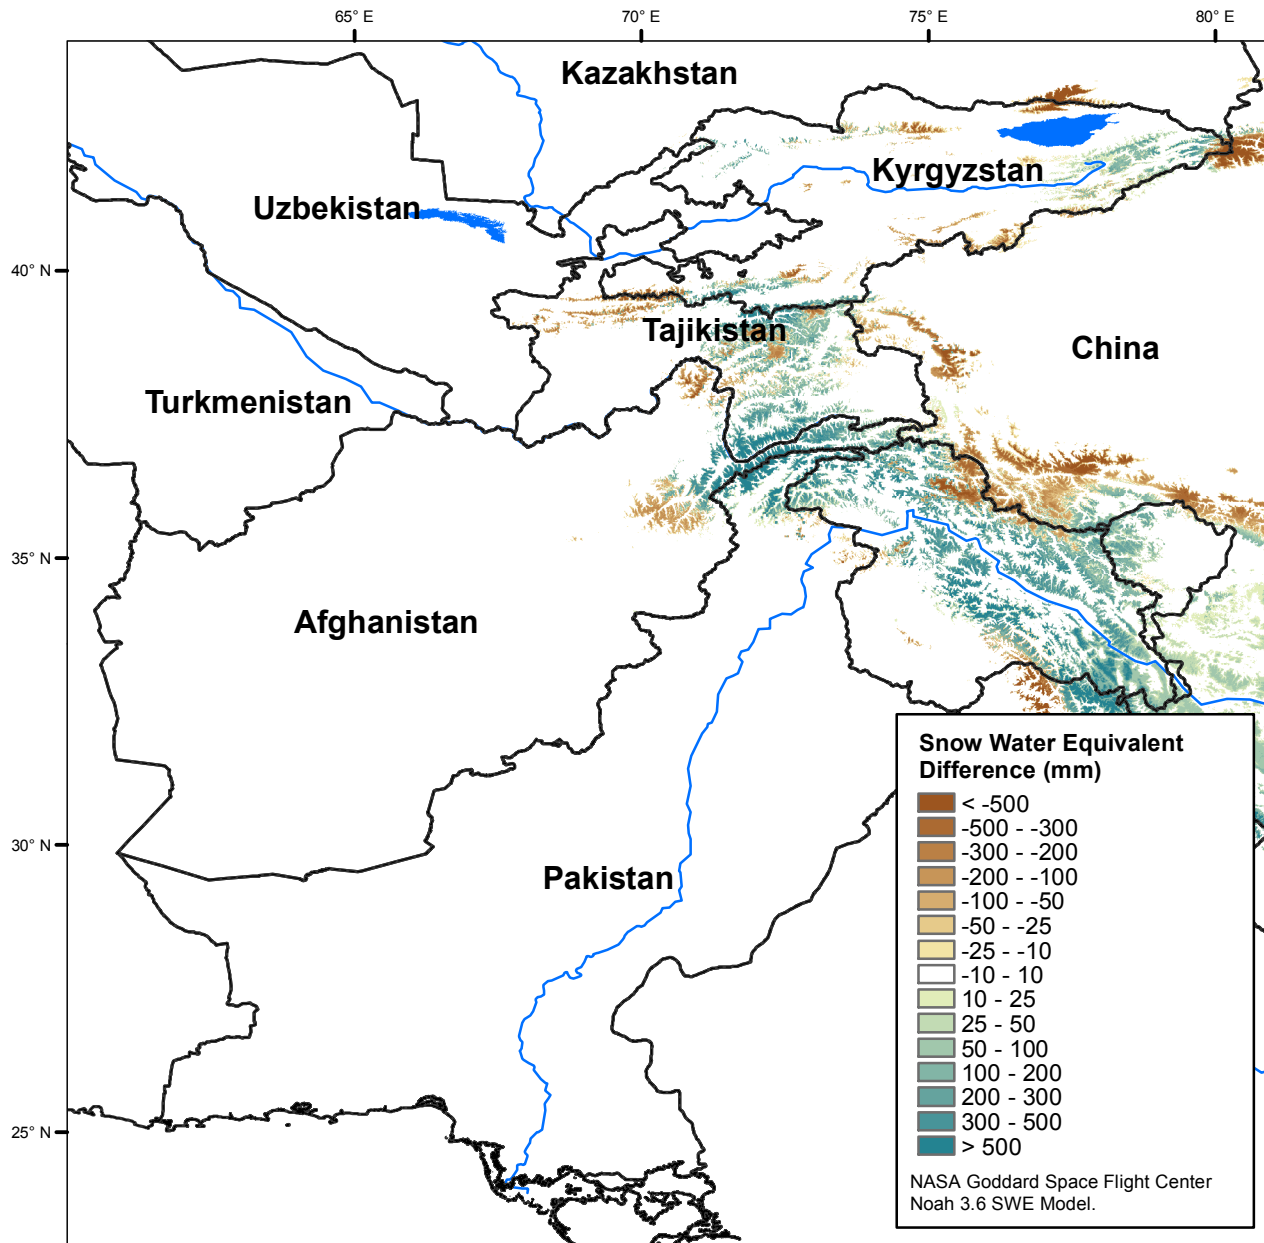 65° E
70° E
75° E
80° E
Kazakhstan
Kyrgyzstan
Uzbekistan
40° N
Tajikistan
China
Turkmenistan
35° N
Afghanistan
30° N
Pakistan
25° N
Snow Water Equivalent
Difference (mm)
< -500
-500 - -300
-300 - -200
-200 - -100
-100 - -50
-50 - -25
-25 - -10
-10 - 10
10 - 25
25 - 50
50 - 100
100 - 200
200 - 300
300 - 500
> 500
NASA Goddard Space Flight Center
Noah 3.6 SWE Model.